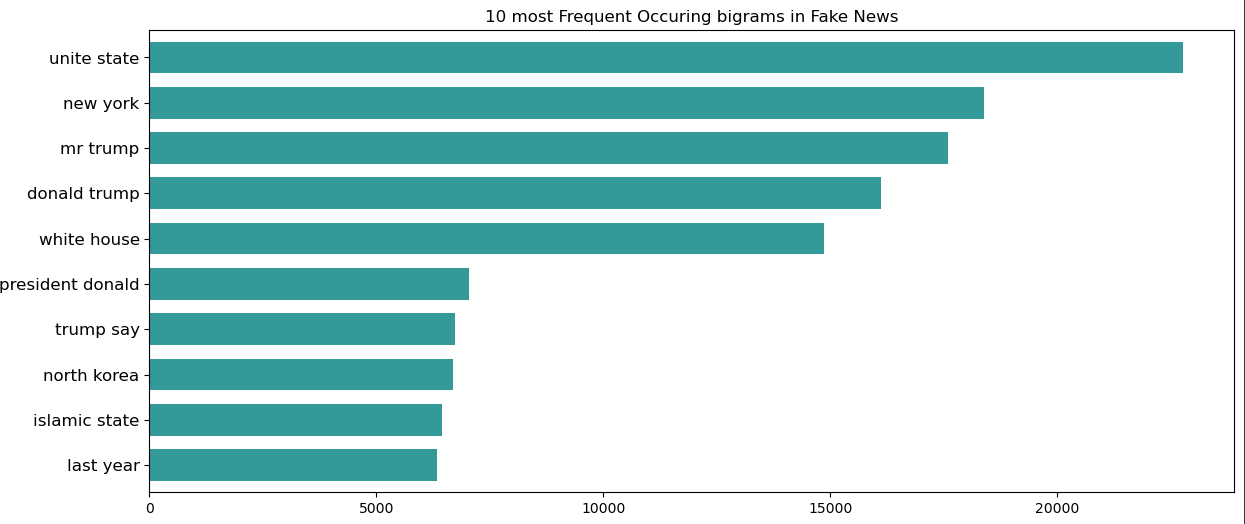 10 most Frequent Occuring bigrams in Fake News
unite state
new york
mr trump
donald trump
white house
president donald
trump say
north korea
islamic state
last year
0 5000 10000 15000 20000